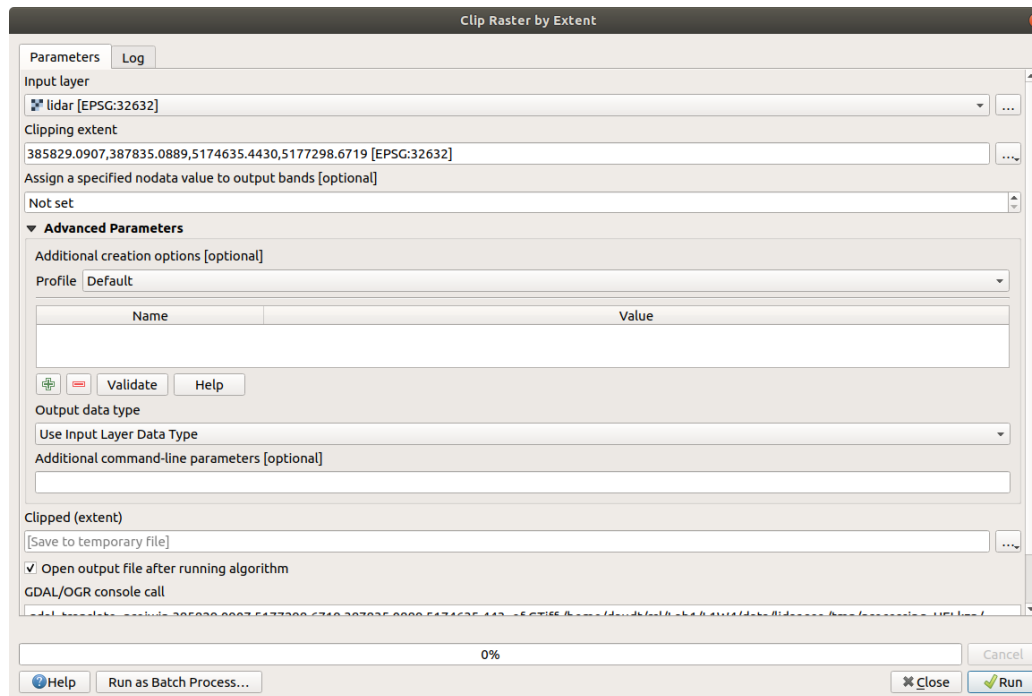 Clip Raster by Extent
Parameters Log
Input layer
lidar [EPSG:32632] ...
Clipping extent
385829.0907,387835.0889,5174635.4430,5177298.6719 [EPSG:32632] ...
Assign a specified nodata value to output bands [optional]
Not set
Advanced Parameters
Additional creation options [optional]
Profile Default
Name Value
Validate Help
Output data type
Use Input Layer Data Type
Additional command-line parameters [optional]
Clipped (extent)
[Save to temporary file] ...
Open output file after running algorithm
GDAL/OGR console call
0% Cancel
Help Run as Batch Process... Close Run